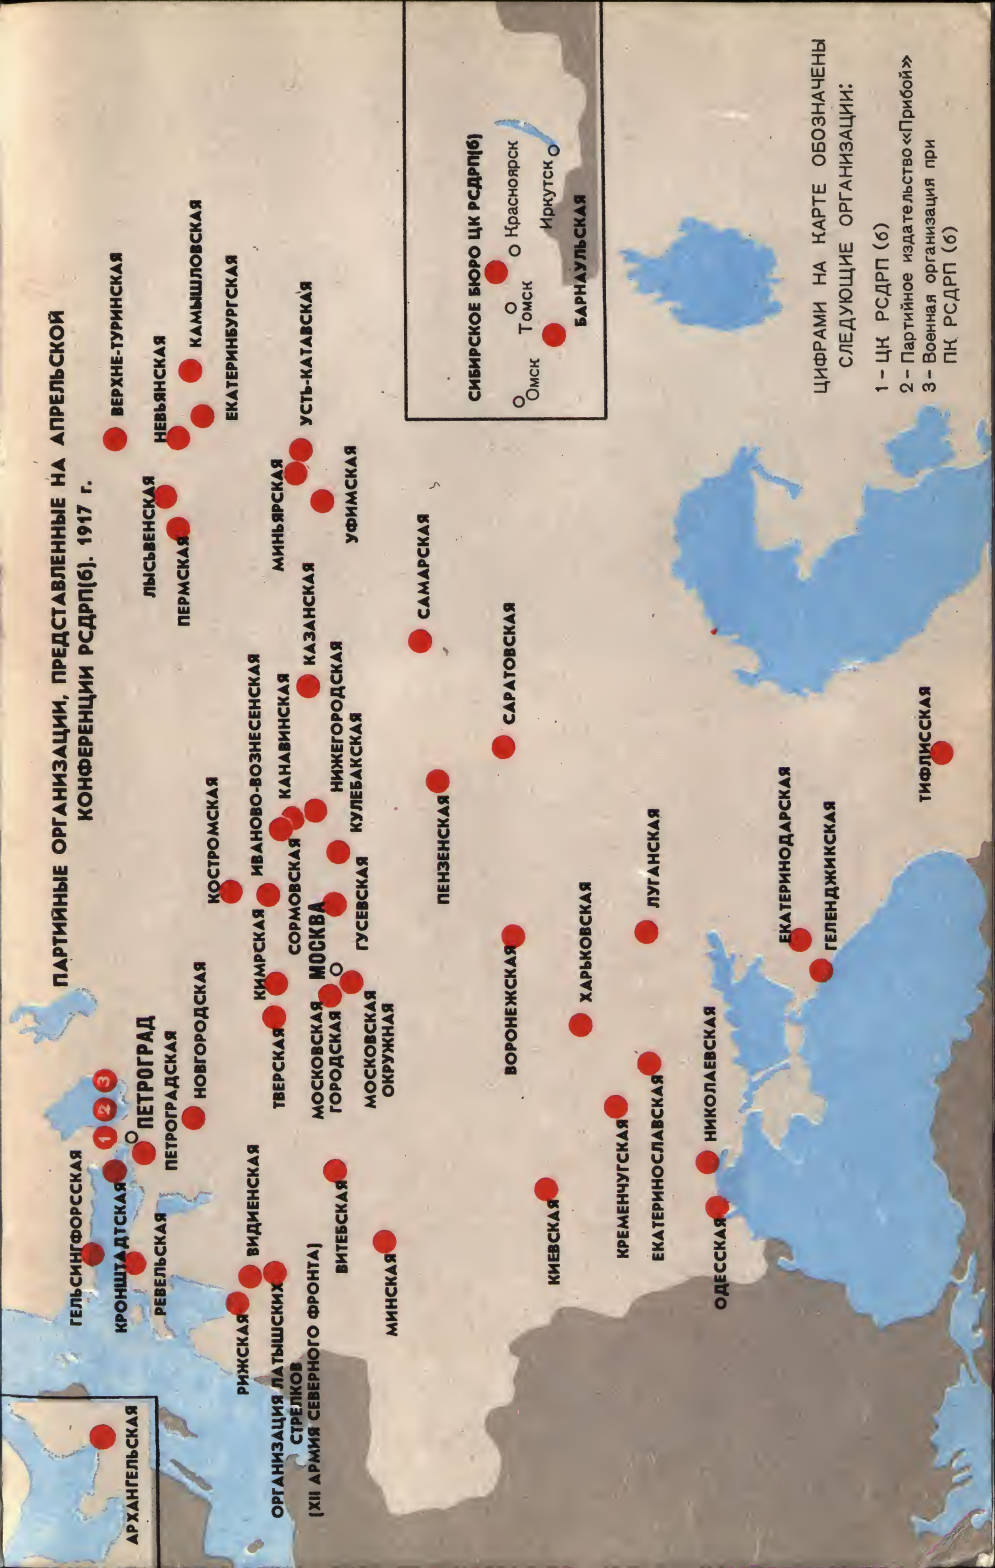 ПАРТИЙНЫЕ ОРГАНИЗАЦИИ, ПРЕДСТАВЛЕННЫЕ НА АПРЕЛЬСКОЙ
КОНФЕРЕНЦИИ РСДРП(б). 1917 г.
АРХАНГЕЛЬСКАЯ
ГЕЛЬСИНГФОРССКАЯ
КРОНШТАДТСКАЯ
РЕВЕЛЬСКАЯ
1 2 3
ПЕТРОГРАД
ПЕТРОГРАДСКАЯ
НОВГОРОДСКАЯ
ВИДИЕНСКАЯ
РИЖСКАЯ
ОРГАНИЗАЦИЯ ЛАТЫШСКИХ
СТРЕЛКОВ
(XII АРМИЯ СЕВЕРНОГО ФРОНТА)
ВИТЕБСКАЯ
МИНСКАЯ
КОСТРОМСКАЯ
ИВАНОВО-ВОЗНЕСЕНСКАЯ
КИМРСКАЯ
ТВЕРСКАЯ
КАНАВИНСКАЯ
СОРМОВСКАЯ
МОСКВА
МОСКОВСКАЯ
ГОРОДСКАЯ
МОСКОВСКАЯ
ОКРУЖНАЯ
ГУСЕВСКАЯ
НИЖЕГОРОДСКАЯ
КУЛЕБАКСКАЯ
КАЗАНСКАЯ
ВЕРХНЕ-ТУРИНСКАЯ
НЕВЬЯНСКАЯ
КАМЫШЛОВСКАЯ
ЕКАТЕРИНБУРГСКАЯ
ЛЫСЬВЕНСКАЯ
ПЕРМСКАЯ
УСТЬ-КАТАВСКАЯ
МИНЬЯРСКАЯ
УФИМСКАЯ
САМАРСКАЯ
САРАТОВСКАЯ
ПЕНЗЕНСКАЯ
ВОРОНЕЖСКАЯ
ХАРЬКОВСКАЯ
ЛУГАНСКАЯ
КИЕВСКАЯ
КРЕМЕНЧУГСКАЯ
ЕКАТЕРИНОСЛАВСКАЯ
НИКОЛАЕВСКАЯ
ОДЕССКАЯ
ЕКАТЕРИНОДАРСКАЯ
ГЕЛЕНДЖИКСКАЯ
ТИФЛИССКАЯ
СИБИРСКОЕ БЮРО ЦК РСДРП(б)
Омск
Томск
Красноярск
Иркутск
БАРНАУЛЬСКАЯ
ЦИФРАМИ НА КАРТЕ ОБОЗНАЧЕНЫ
СЛЕДУЮЩИЕ ОРГАНИЗАЦИИ:
1 – ЦК РСДРП (б)
2 – Партийное издательство «Прибой»
3 – Военная организация при
ПК РСДРП (б)